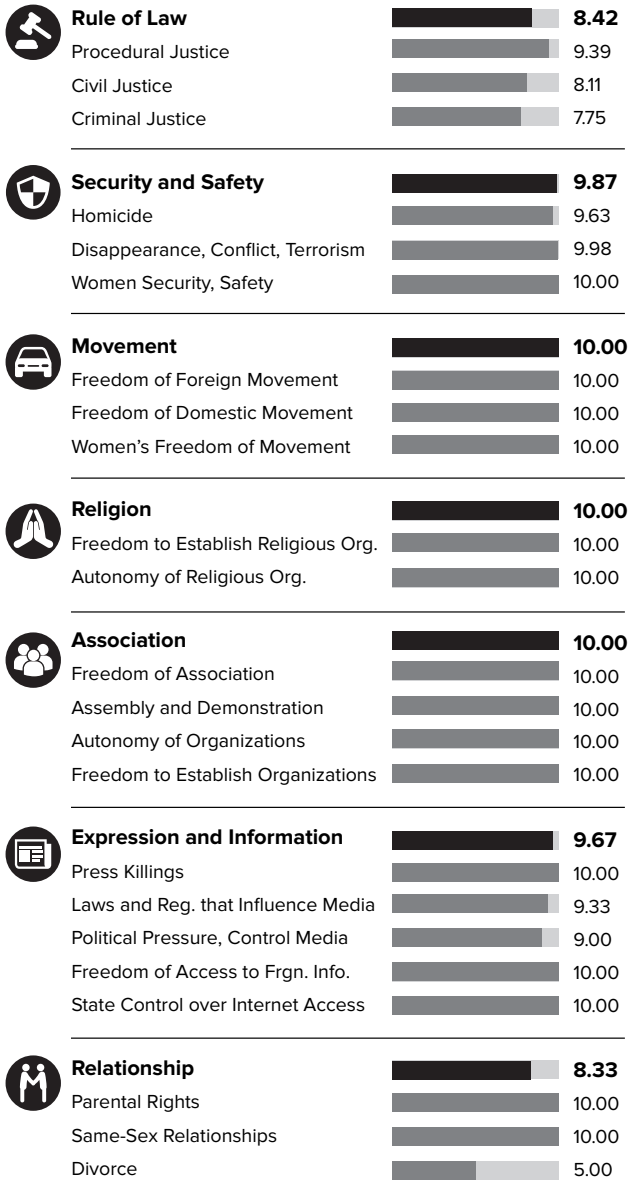 Rule of Law 8.42
Procedural Justice 9.39
Civil Justice 8.11
Criminal Justice 7.75
Security and Safety 9.87
Homicide 9.63
Disappearance, Conflict, Terrorism 9.98
Women Security, Safety 10.00
Movement 10.00
Freedom of Foreign Movement 10.00
Freedom of Domestic Movement 10.00
Women’s Freedom of Movement 10.00
Religion 10.00
Freedom to Establish Religious Org. 10.00
Autonomy of Religious Org. 10.00
Association 10.00
Freedom of Association 10.00
Assembly and Demonstration 10.00
Autonomy of Organizations 10.00
Freedom to Establish Organizations 10.00
Expression and Information 9.67
Press Killings 10.00
Laws and Reg. that Influence Media 9.33
Political Pressure, Control Media 9.00
Freedom of Access to Frgn. Info. 10.00
State Control over Internet Access 10.00
Relationship 8.33
Parental Rights 10.00
Same-Sex Relationships 10.00
Divorce 5.00